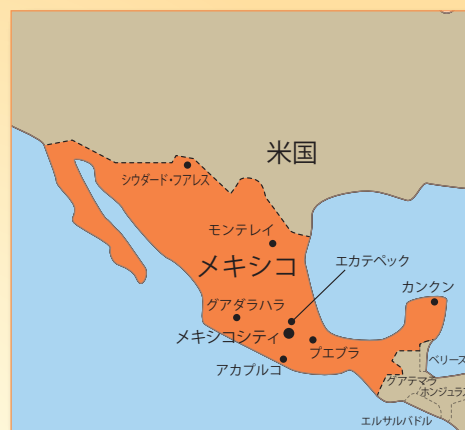 米国
シウダード・フアレス
モンテレイ
メキシコ
エカテペック
カンクン
グアダラハラ
メキシコシティ
プエブラ
アカプルコ
ベリーズ
グアテマラ
ホンジュラス
エルサルバドル